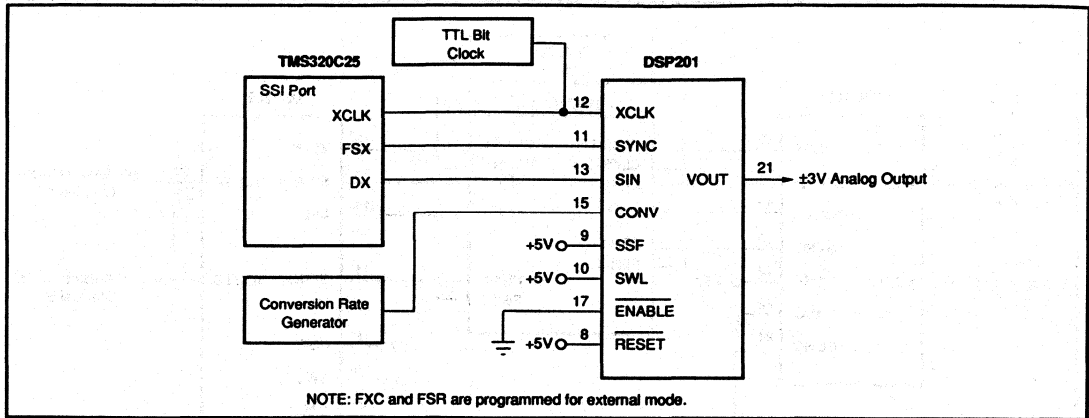 TTL Bit
Clock
TMS320C25
DSP201
SSI Port
XCLK
12
XCLK
FSX
11
SYNC
DX
13
SIN
VOUT
21
±3V Analog Output
15
CONV
+5V
9
SSF
+5V
10
SWL
Conversion Rate
Generator
17
ENABLE
+5V
8
RESET
NOTE: FXC and FSR are programmed for external mode.